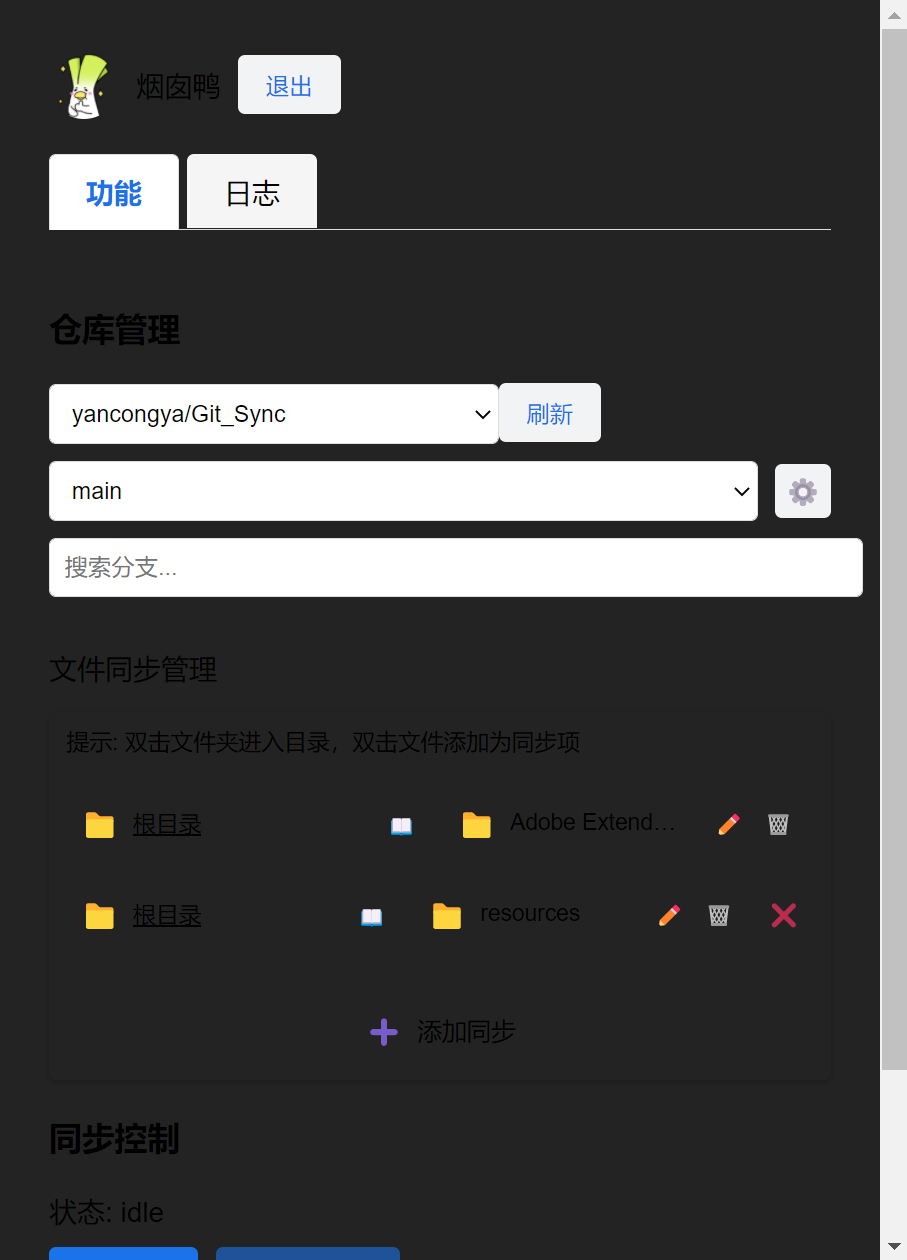 烟囱鸭 退出
功能 日志
仓库管理
yancongya/Git_Sync 刷新
main
搜索分支...
文件同步管理
提示: 双击文件夹进入目录，双击文件添加为同步项
根目录 Adobe Extend...
根目录 resources
添加同步
同步控制
状态: idle